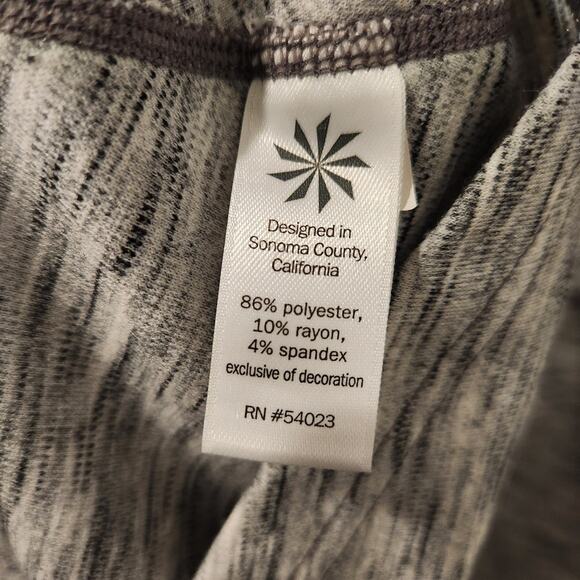 Designed in
Sonoma County,
California
86% polyester,
10% rayon,
4% spandex
exclusive of decoration
RN #54023